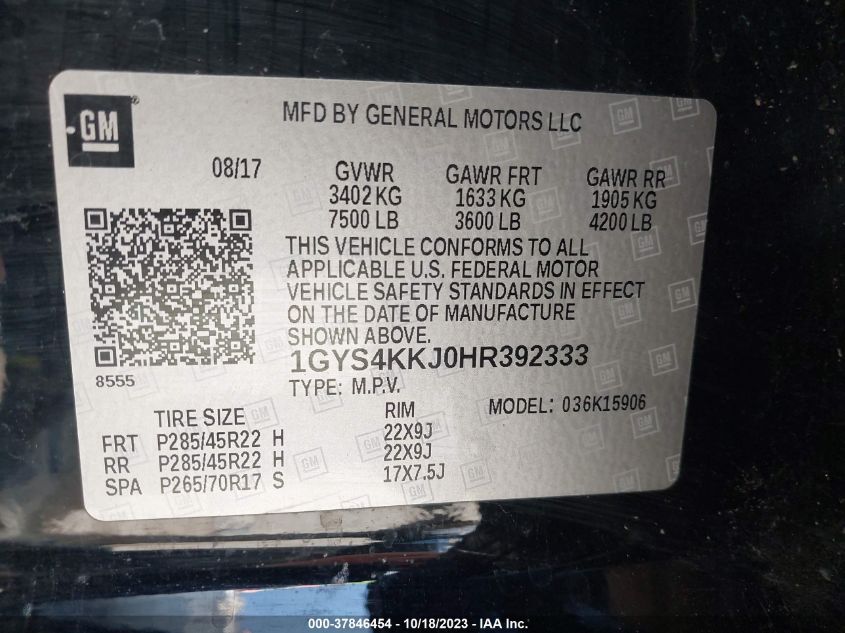 GM
MFD BY GENERAL MOTORS LLC
08/17
GVWR GAWR FRT GAWR RR
3402 KG 1633 KG 1905 KG
7500 LB 3600 LB 4200 LB
THIS VEHICLE CONFORMS TO ALL
APPLICABLE U.S. FEDERAL MOTOR
VEHICLE SAFETY STANDARDS IN EFFECT
ON THE DATE OF MANUFACTURE
SHOWN ABOVE.
1GYS4KKJ0HR392333
8555
TYPE: M.P.V.
TIRE SIZE RIM MODEL: 036K15906
FRT P285/45R22 H 22X9J
RR P285/45R22 H 22X9J
SPA P265/70R17 S 17X7.5J
000-37846454 - 10/18/2023 - IAA Inc.